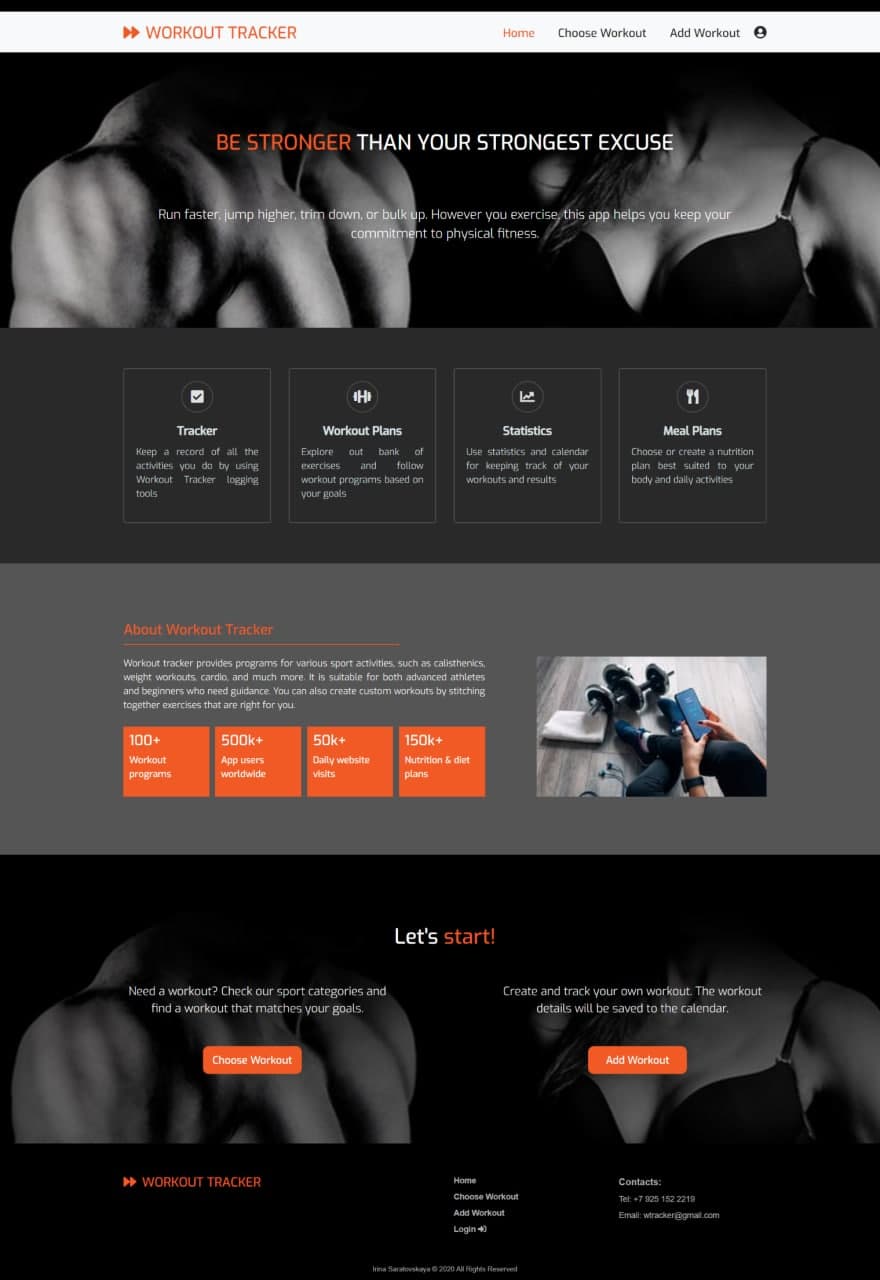 WORKOUT TRACKER
Home Choose Workout Add Workout
BE STRONGER THAN YOUR STRONGEST EXCUSE
Run faster, jump higher, trim down, or bulk up. However you exercise, this app helps you keep your
commitment to physical fitness.
Tracker
Keep a record of all the
activities you do by using
Workout Tracker logging
tools
Workout Plans
Explore out bank of
exercises and follow
workout programs based on
your goals
Statistics
Use statistics and calendar
for keeping track of your
workouts and results
Meal Plans
Choose or create a nutrition
plan best suited to your
body and daily activities
About Workout Tracker
Workout tracker provides programs for various sport activities, such as calisthenics,
weight workouts, cardio, and much more. It is suitable for both advanced athletes
and beginners who need guidance. You can also create custom workouts by stitching
together exercises that are right for you.
100+
Workout
programs
500k+
App users
worldwide
50k+
Daily website
visits
150k+
Nutrition & diet
plans
Let's start!
Need a workout? Check our sport categories and
find a workout that matches your goals.
Choose Workout
Create and track your own workout. The workout
details will be saved to the calendar.
Add Workout
WORKOUT TRACKER
Home
Choose Workout
Add Workout
Login
Contacts:
Tel: +7 925 152 2219
Email: wtracker@gmail.com
Irina Saratovskaya © 2020 All Rights Reserved